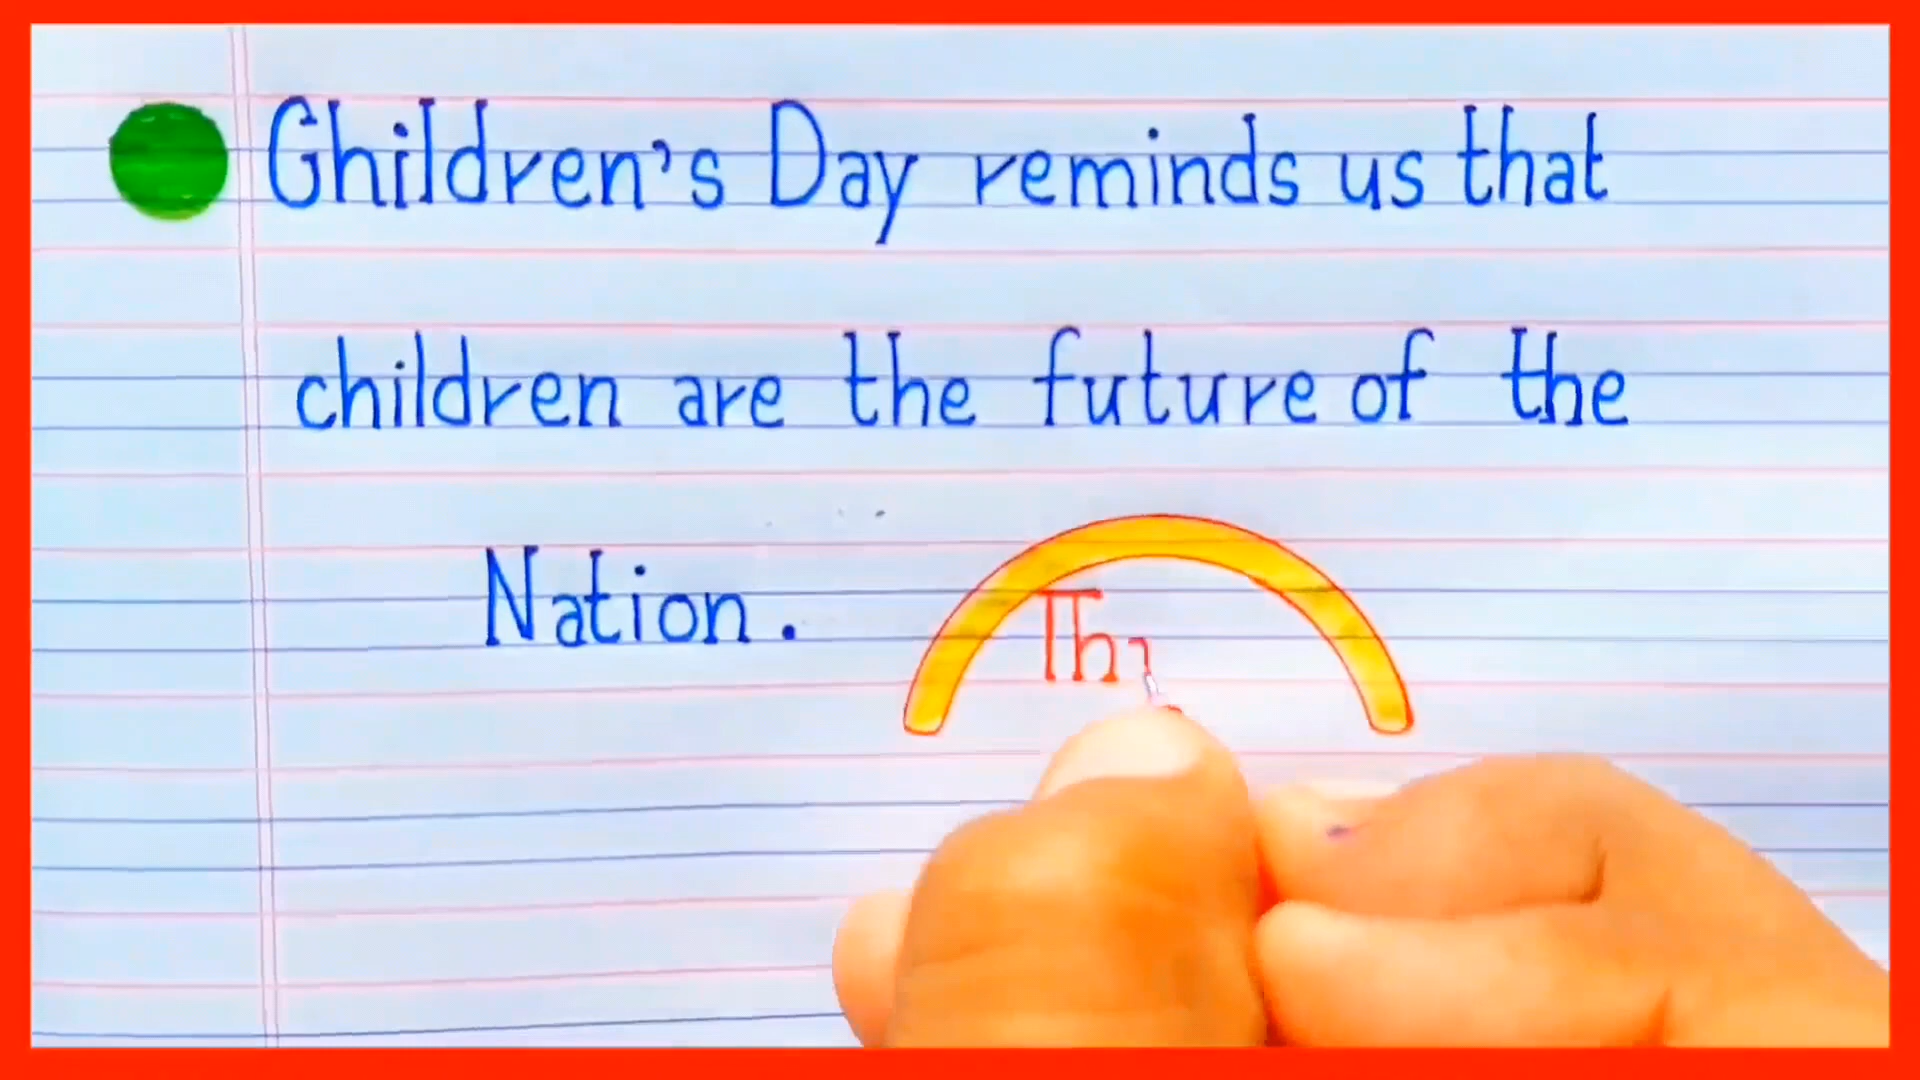 Children's Day reminds us that
children are the future of the
Nation.